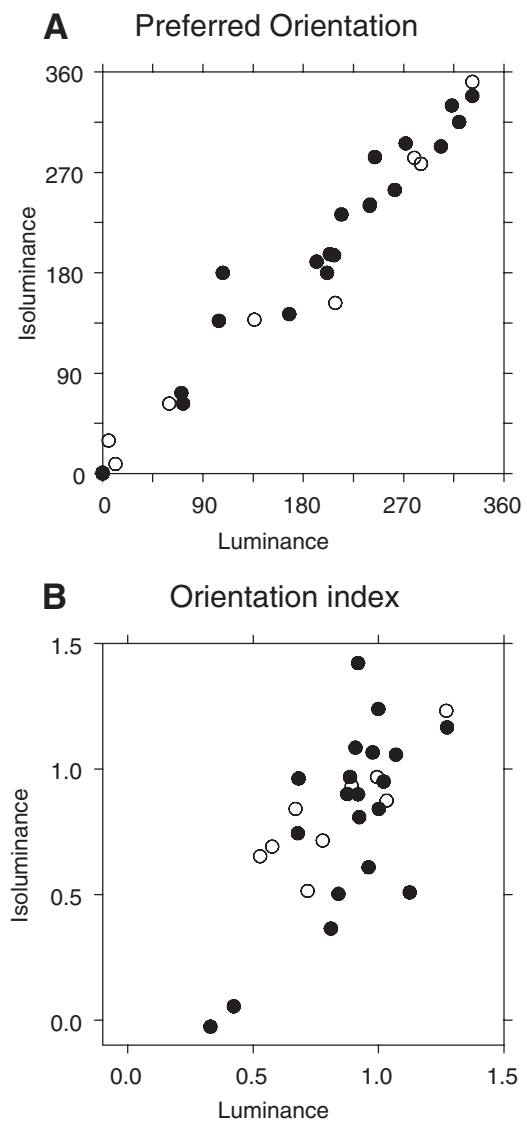 A Preferred Orientation
360
270
180
90
0
Isoluminance
0 90 180 270 360
Luminance
B Orientation index
1.5
1.0
0.5
0.0
Isoluminance
0.0 0.5 1.0 1.5
Luminance